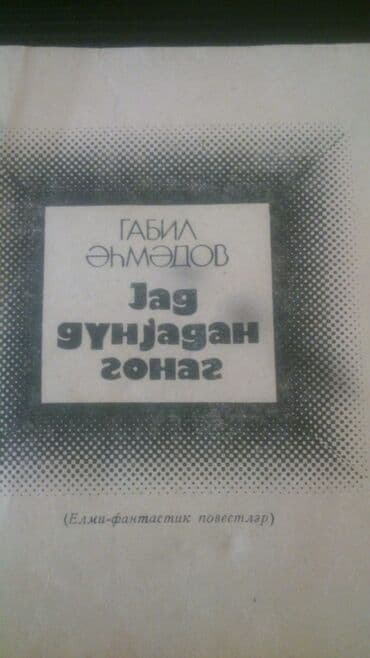 ГАБИЛ
ӘҺМӘДОВ
Јад
дүнјадан
гонаг
(Елми-фантастик повестләр)